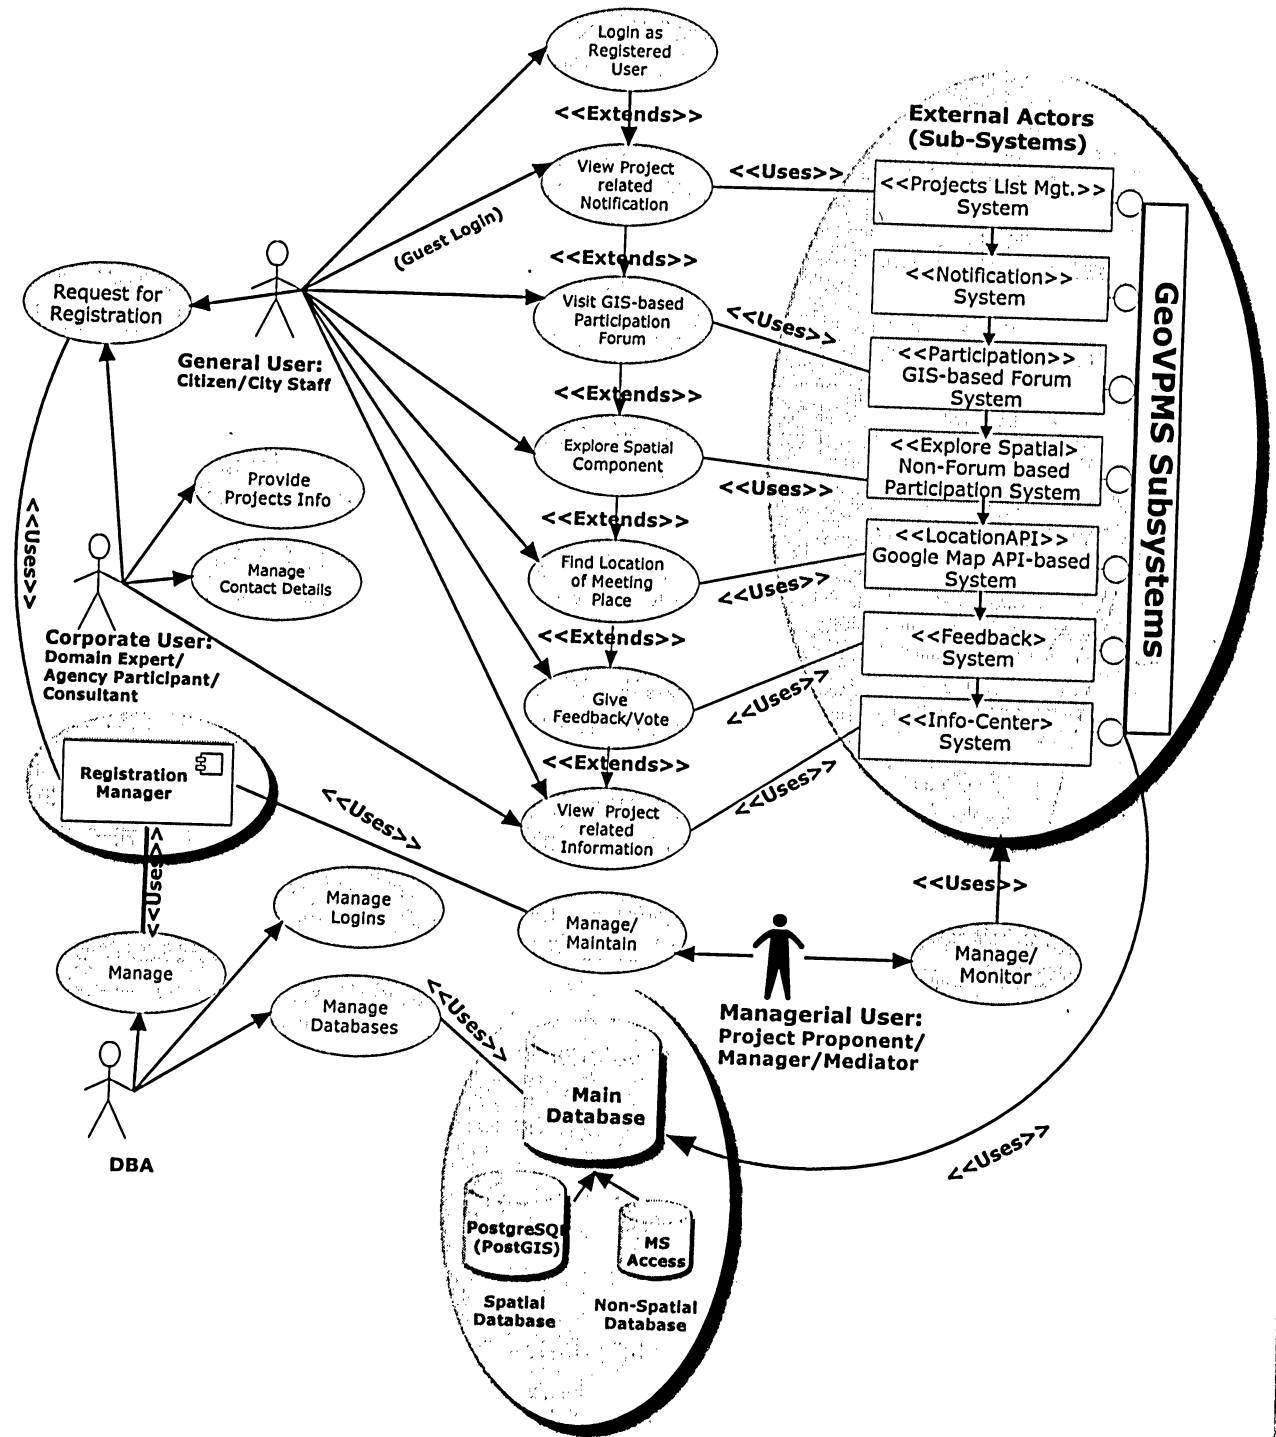 Login as
Registered
User
<<Extends>>
View Project
related
Notification
<<Uses>>
(Guest Login)
<<Extends>>
Visit GIS-based
Participation
Forum
<<Uses>>
<<Extends>>
Explore Spatial
Component
<<Uses>>
<<Extends>>
Find Location
of Meeting
Place
<<Uses>>
<<Extends>>
Give
Feedback/Vote
<<Uses>>
<<Extends>>
View Project
related
Information
<<Uses>>
External Actors
(Sub-Systems)
<<Projects List Mgt.>>
System
<<Notification>>
System
<<Participation>>
GIS-based Forum
System
<<Explore Spatial>
Non-Forum based
Participation System
<<LocationAPI>>
Google Map API-based
System
<<Feedback>
System
<<Info-Center>
System
GeoVPMS Subsystems
Request for
Registration
General User:
Citizen/City Staff
Provide
Projects Info
Manage
Contact Details
<<Uses>>
Corporate User:
Domain Expert/
Agency Participant/
Consultant
Registration
Manager
<<Uses>>
<<Uses>>
Manage
Logins
Manage/
Maintain
<<Uses>>
Manage/
Monitor
Manage
Manage
Databases
<<Uses>>
Managerial User:
Project Proponent/
Manager/Mediator
DBA
Main
Database
<<Uses>>
PostgreSQL
(PostGIS)
MS
Access
Spatial
Database
Non-Spatial
Database